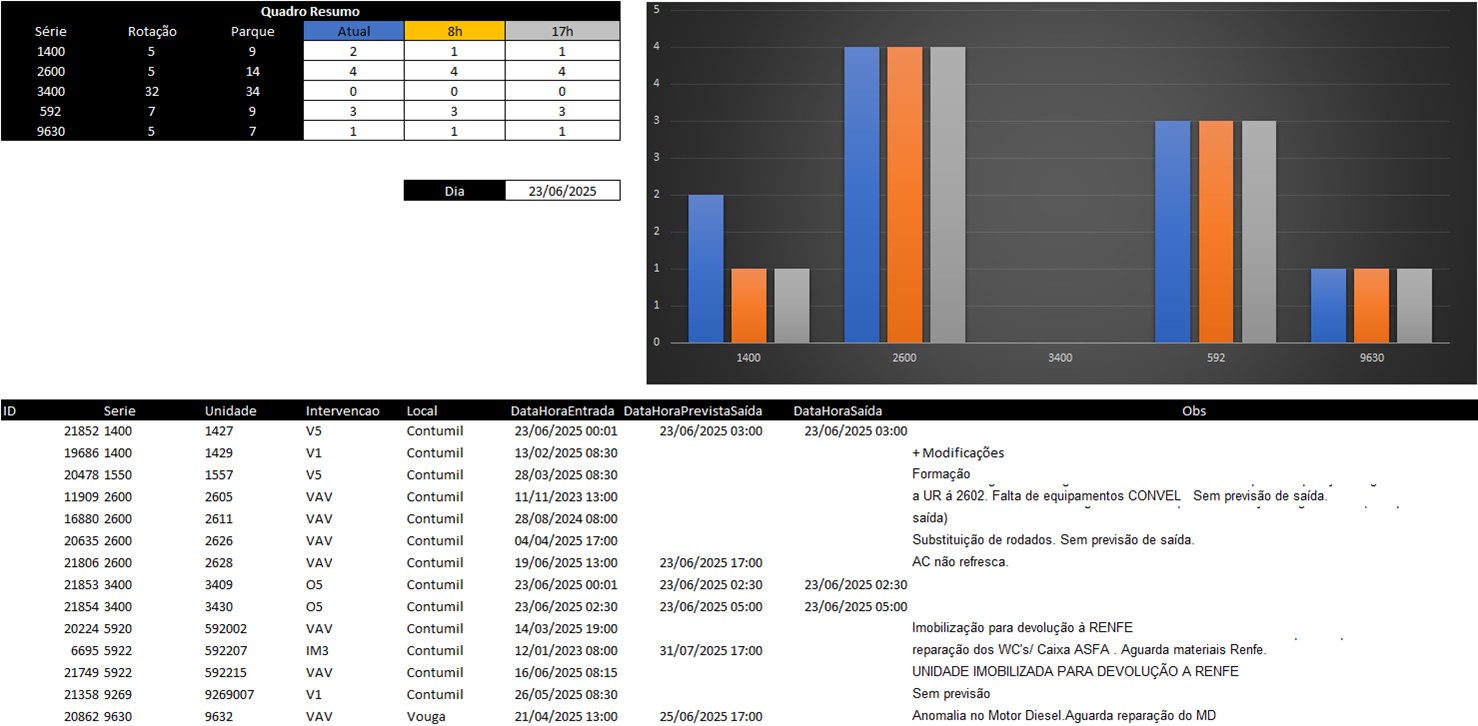 Quadro Resumo
Série Rotação Parque Atual 8h 17h
1400 5 9 2 1 1
2600 5 14 4 4 4
3400 32 34 0 0 0
592 7 9 3 3 3
9630 5 7 1 1 1
Dia 23/06/2025
5
4
4
3
3
2
2
1
1
0
1400 2600 3400 592 9630
ID Serie Unidade Intervencao Local DataHoraEntrada DataHoraPrevistaSaída DataHoraSaída Obs
21852 1400 1427 V5 Contumil 23/06/2025 00:01 23/06/2025 03:00 23/06/2025 03:00
19686 1400 1429 V1 Contumil 13/02/2025 08:30 + Modificações
20478 1550 1557 V5 Contumil 28/03/2025 08:30 Formação
11909 2600 2605 VAV Contumil 11/11/2023 13:00 a UR á 2602. Falta de equipamentos CONVEL Sem previsão de saída.
16880 2600 2611 VAV Contumil 28/08/2024 08:00 saída)
20635 2600 2626 VAV Contumil 04/04/2025 17:00 Substituição de rodados. Sem previsão de saída.
21806 2600 2628 VAV Contumil 19/06/2025 13:00 23/06/2025 17:00 AC não refresca.
21853 3400 3409 O5 Contumil 23/06/2025 00:01 23/06/2025 02:30 23/06/2025 02:30
21854 3400 3430 O5 Contumil 23/06/2025 02:30 23/06/2025 05:00 23/06/2025 05:00
20224 5920 592002 VAV Contumil 14/03/2025 19:00 Imobilização para devolução à RENFE
6695 5922 592207 IM3 Contumil 12/01/2023 08:00 31/07/2025 17:00 reparação dos WC's/ Caixa ASFA . Aguarda materiais Renfe.
21749 5922 592215 VAV Contumil 16/06/2025 08:15 UNIDADE IMOBILIZADA PARA DEVOLUÇÃO A RENFE
21358 9269 9269007 V1 Contumil 26/05/2025 08:30 Sem previsão
20862 9630 9632 VAV Vouga 21/04/2025 13:00 25/06/2025 17:00 Anomalia no Motor Diesel.Aguarda reparação do MD